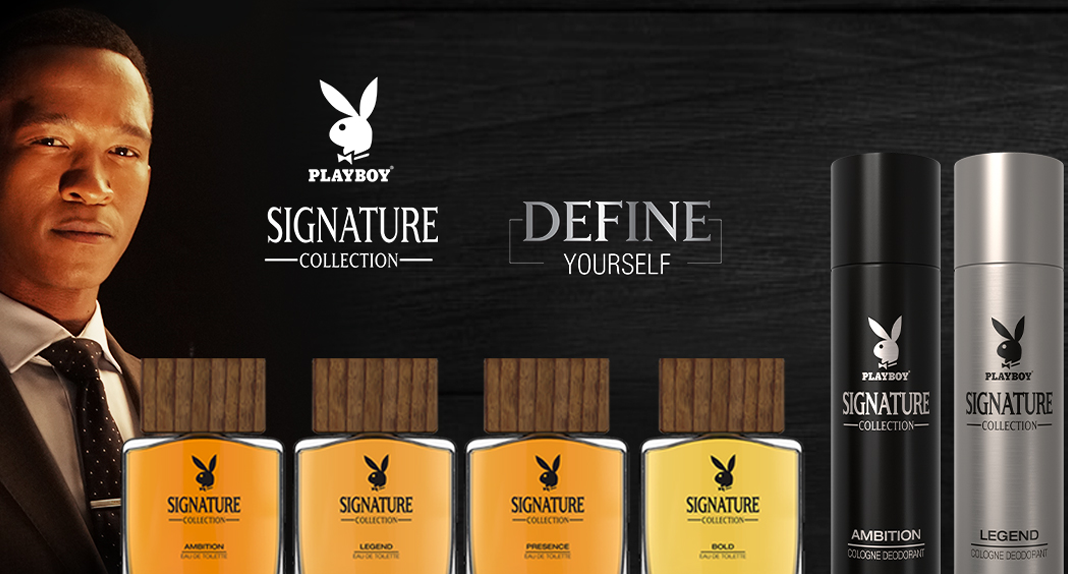 PLAYBOY®
SIGNATURE
COLLECTION
DEFINE
YOURSELF
SIGNATURE
COLLECTION
AMBITION
EAU DE TOILETTE
SIGNATURE
COLLECTION
LEGEND
EAU DE TOILETTE
SIGNATURE
COLLECTION
PRESENCE
EAU DE TOILETTE
SIGNATURE
COLLECTION
BOLD
EAU DE TOILETTE
PLAYBOY
SIGNATURE
COLLECTION
AMBITION
COLOGNE DEODORANT
PLAYBOY
SIGNATURE
COLLECTION
LEGEND
COLOGNE DEODORANT